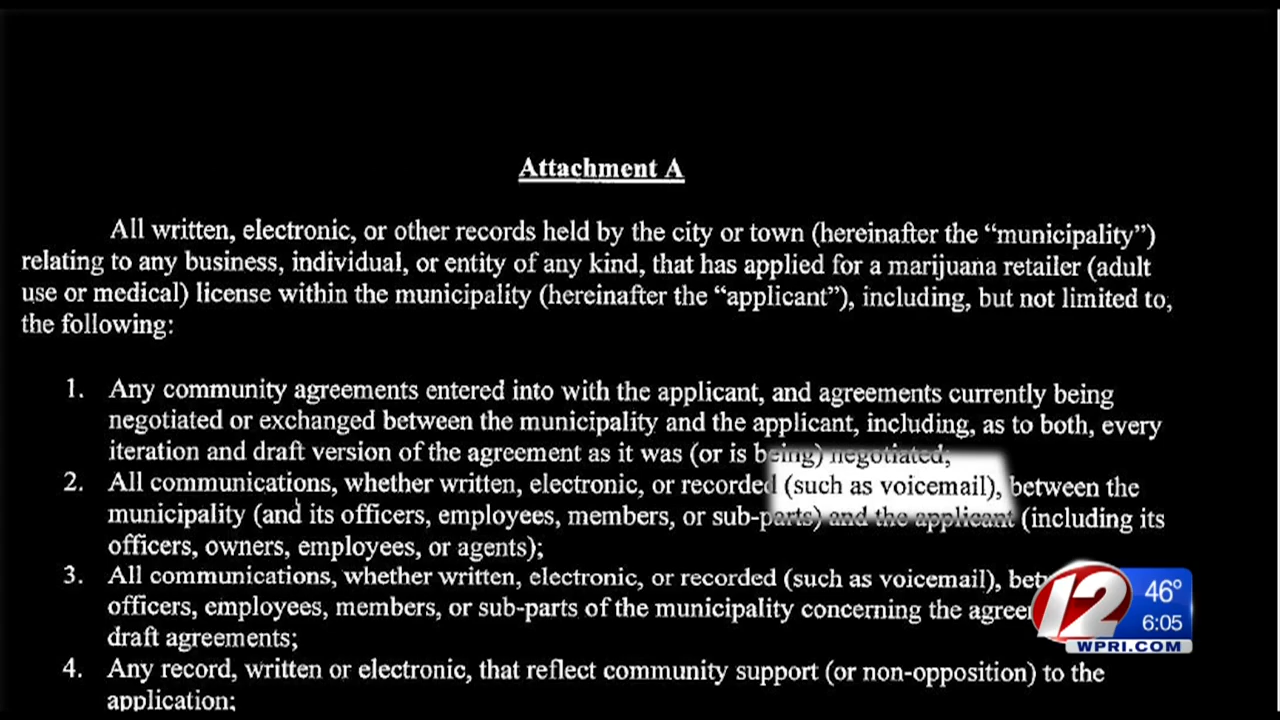 Attachment A
All written, electronic, or other records held by the city or town (hereinafter the “municipality”)
relating to any business, individual, or entity of any kind, that has applied for a marijuana retailer (adult
use or medical) license within the municipality (hereinafter the “applicant”), including, but not limited to,
the following:
1. Any community agreements entered into with the applicant, and agreements currently being
negotiated or exchanged between the municipality and the applicant, including, as to both, every
iteration and draft version of the agreement as it was (or is being) negotiated;
2. All communications, whether written, electronic, or recorded (such as voicemail), between the
municipality (and its officers, employees, members, or sub-parts) and the applicant (including its
officers, owners, employees, or agents);
3. All communications, whether written, electronic, or recorded (such as voicemail),
officers, employees, members, or sub-parts of the municipality concerning the
draft agreements;
4. Any record, written or electronic, that reflect community support (or non-opposition) to the
application;
12
46°
6:05
WPRI.COM